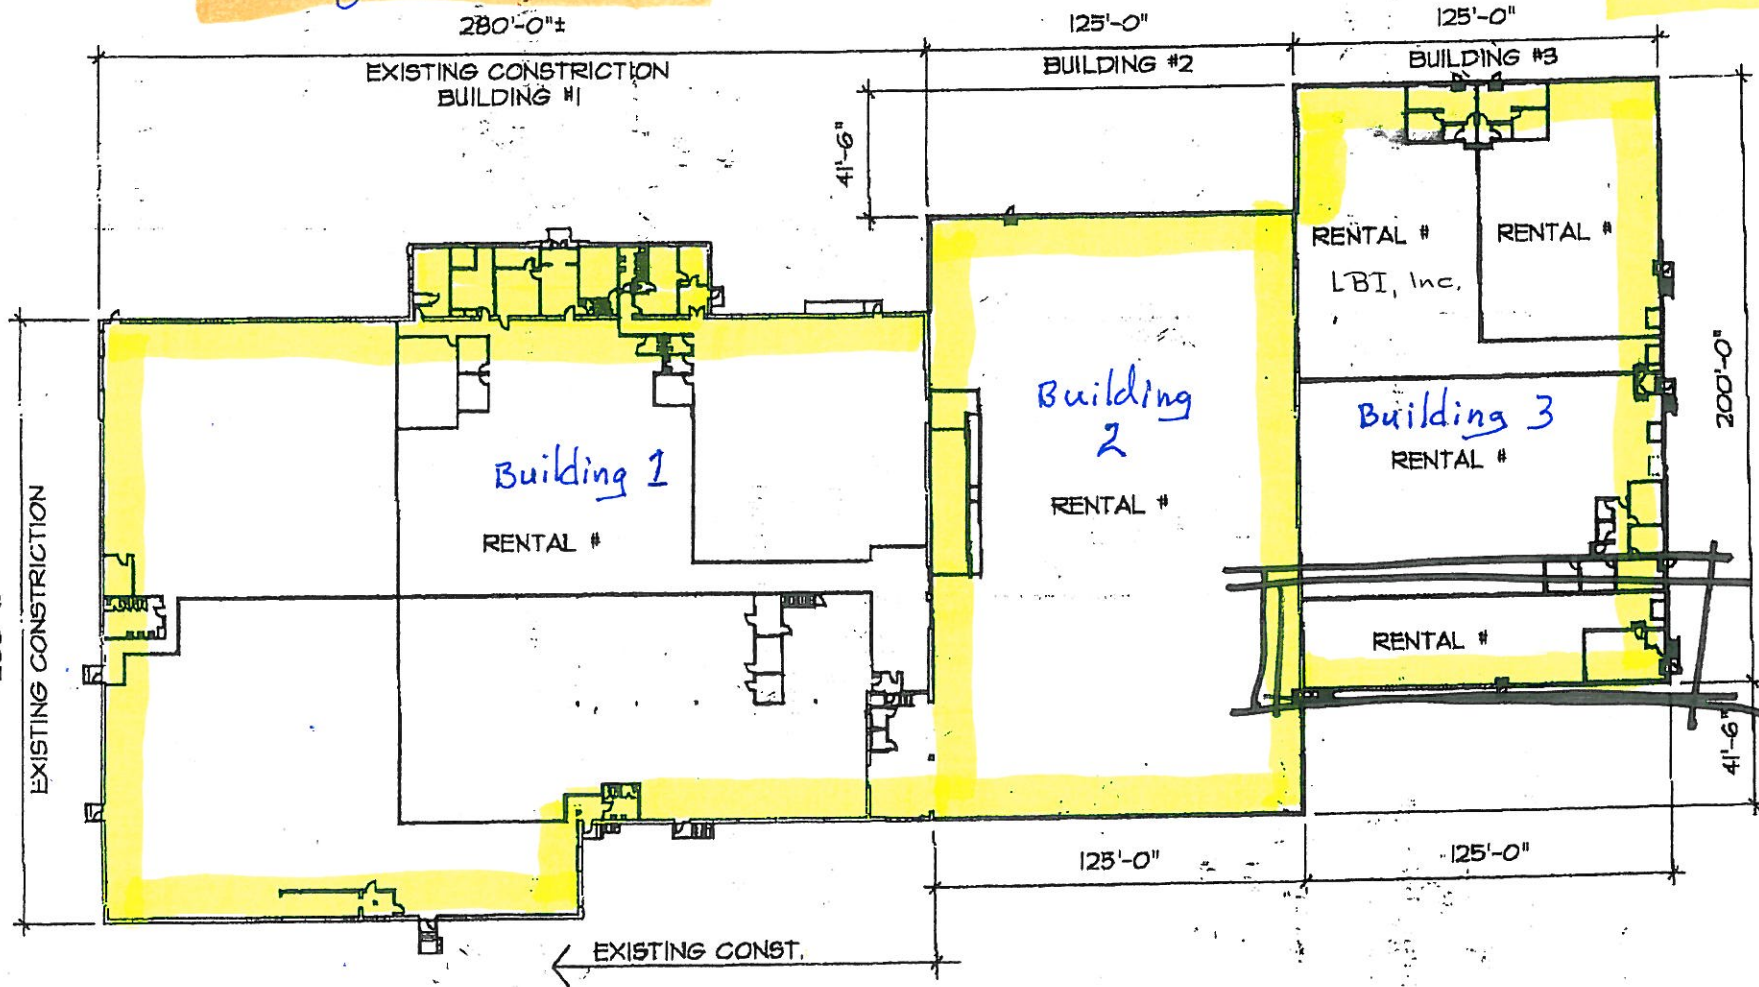 280'-0"±
125'-0"
125'-0"
EXISTING CONSTRICTION
BUILDING #1
BUILDING #2
BUILDING #3
41'-6"
RENTAL #
RENTAL #
LBI, Inc.
200'-0"
Building
2
Building 3
RENTAL #
Building 1
RENTAL #
RENTAL #
EXISTING CONSTRICTION
RENTAL #
41'-6"
125'-0"
125'-0"
EXISTING CONST.